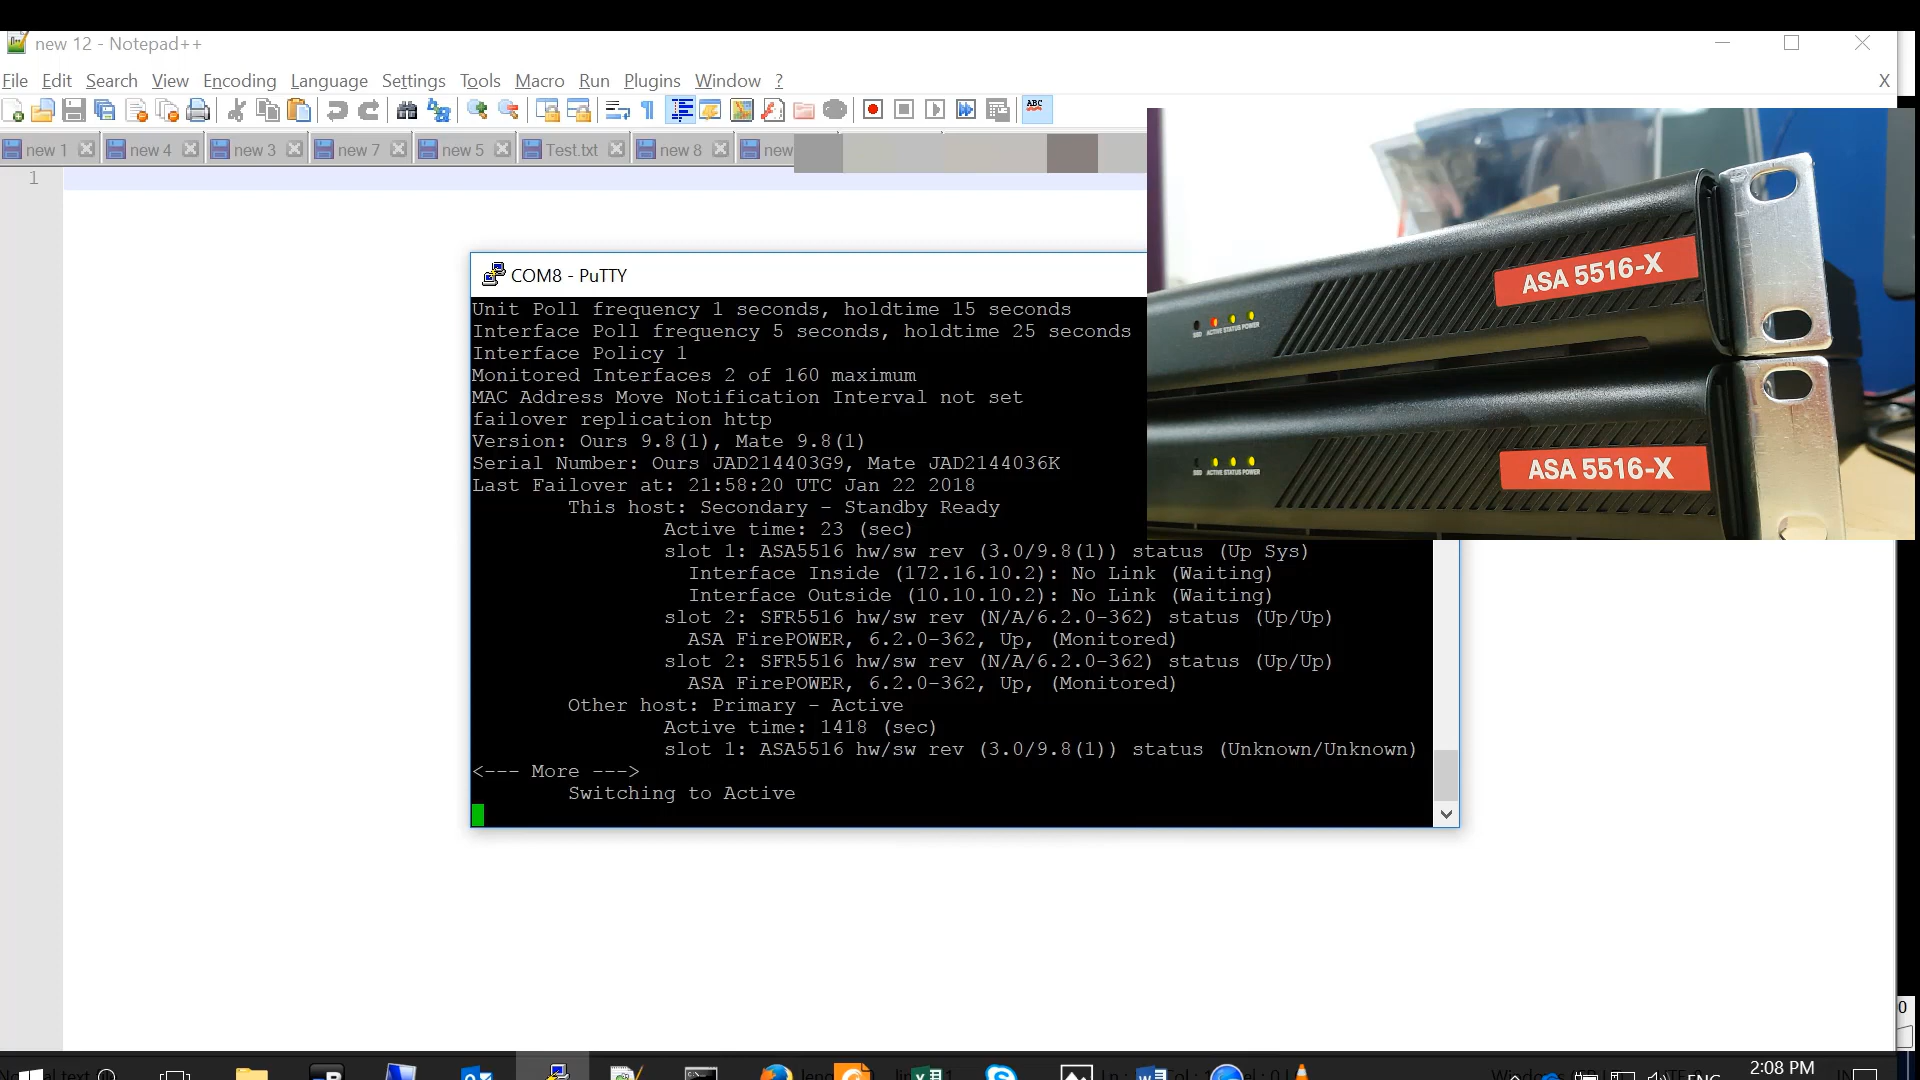 new 12 - Notepad++
File Edit Search View Encoding Language Settings Tools Macro Run Plugins Window ?
X
ABC
new 1 new 4 new 3 new 7 new 5 Test.txt new 8 new
1
COM8 - PuTTY
Unit Poll frequency 1 seconds, holdtime 15 seconds
Interface Poll frequency 5 seconds, holdtime 25 seconds
Interface Policy 1
Monitored Interfaces 2 of 160 maximum
MAC Address Move Notification Interval not set
failover replication http
Version: Ours 9.8(1), Mate 9.8(1)
Serial Number: Ours JAD214403G9, Mate JAD2144036K
Last Failover at: 21:58:20 UTC Jan 22 2018
This host: Secondary - Standby Ready
Active time: 23 (sec)
slot 1: ASA5516 hw/sw rev (3.0/9.8(1)) status (Up Sys)
Interface Inside (172.16.10.2): No Link (Waiting)
Interface Outside (10.10.10.2): No Link (Waiting)
slot 2: SFR5516 hw/sw rev (N/A/6.2.0-362) status (Up/Up)
ASA FirePOWER, 6.2.0-362, Up, (Monitored)
slot 2: SFR5516 hw/sw rev (N/A/6.2.0-362) status (Up/Up)
ASA FirePOWER, 6.2.0-362, Up, (Monitored)
Other host: Primary - Active
Active time: 1418 (sec)
slot 1: ASA5516 hw/sw rev (3.0/9.8(1)) status (Unknown/Unknown)
<--- More --->
Switching to Active
ASA 5516-X
ACTIVE STATUS POWER
ASA 5516-X
ACTIVE STATUS POWER
2:08 PM